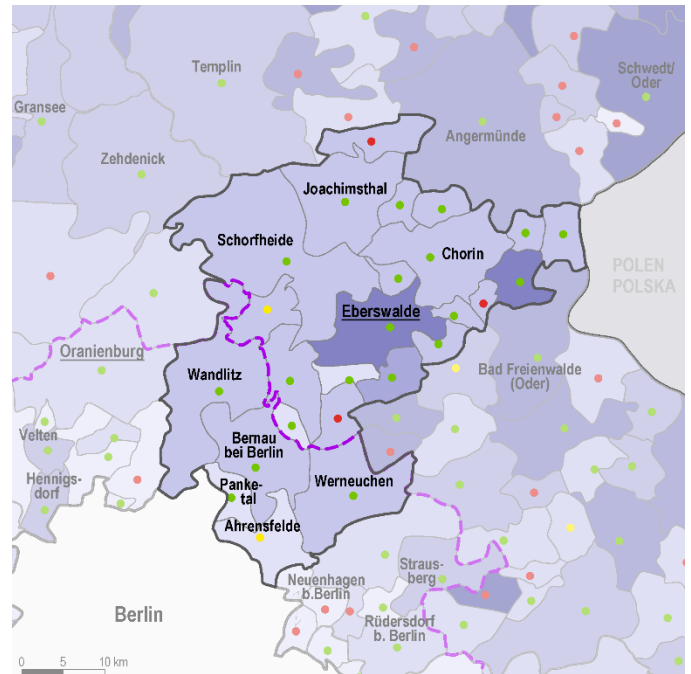 Templin
Schwedt/
Oder
Gransee
Angermünde
Zehdenick
Joachimsthal
Schorfheide
Chorin
POLEN
POLSKA
Eberswalde
Oranienburg
Wandlitz
Bad Freienwalde
(Oder)
Velten
Bernau
bei Berlin
Hennigs-
dorf
Panke-
tal
Werneuchen
Ahrensfelde
Straus-
berg
Neuenhagen
b.Berlin
Berlin
Rüdersdorf
b. Berlin
0 5 10 km